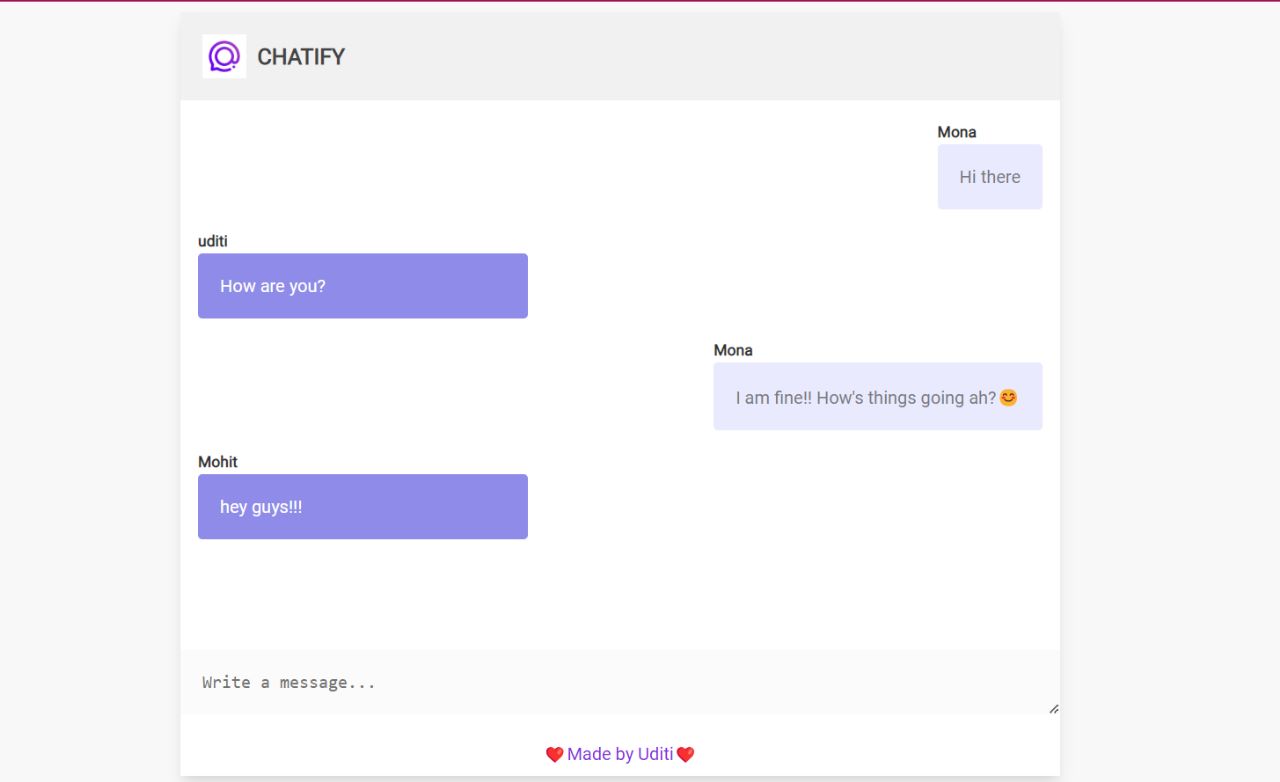 CHATIFY
Mona
Hi there
uditi
How are you?
Mona
I am fine!! How's things going ah?😊
Mohit
hey guys!!!
Write a message...
❤️Made by Uditi❤️